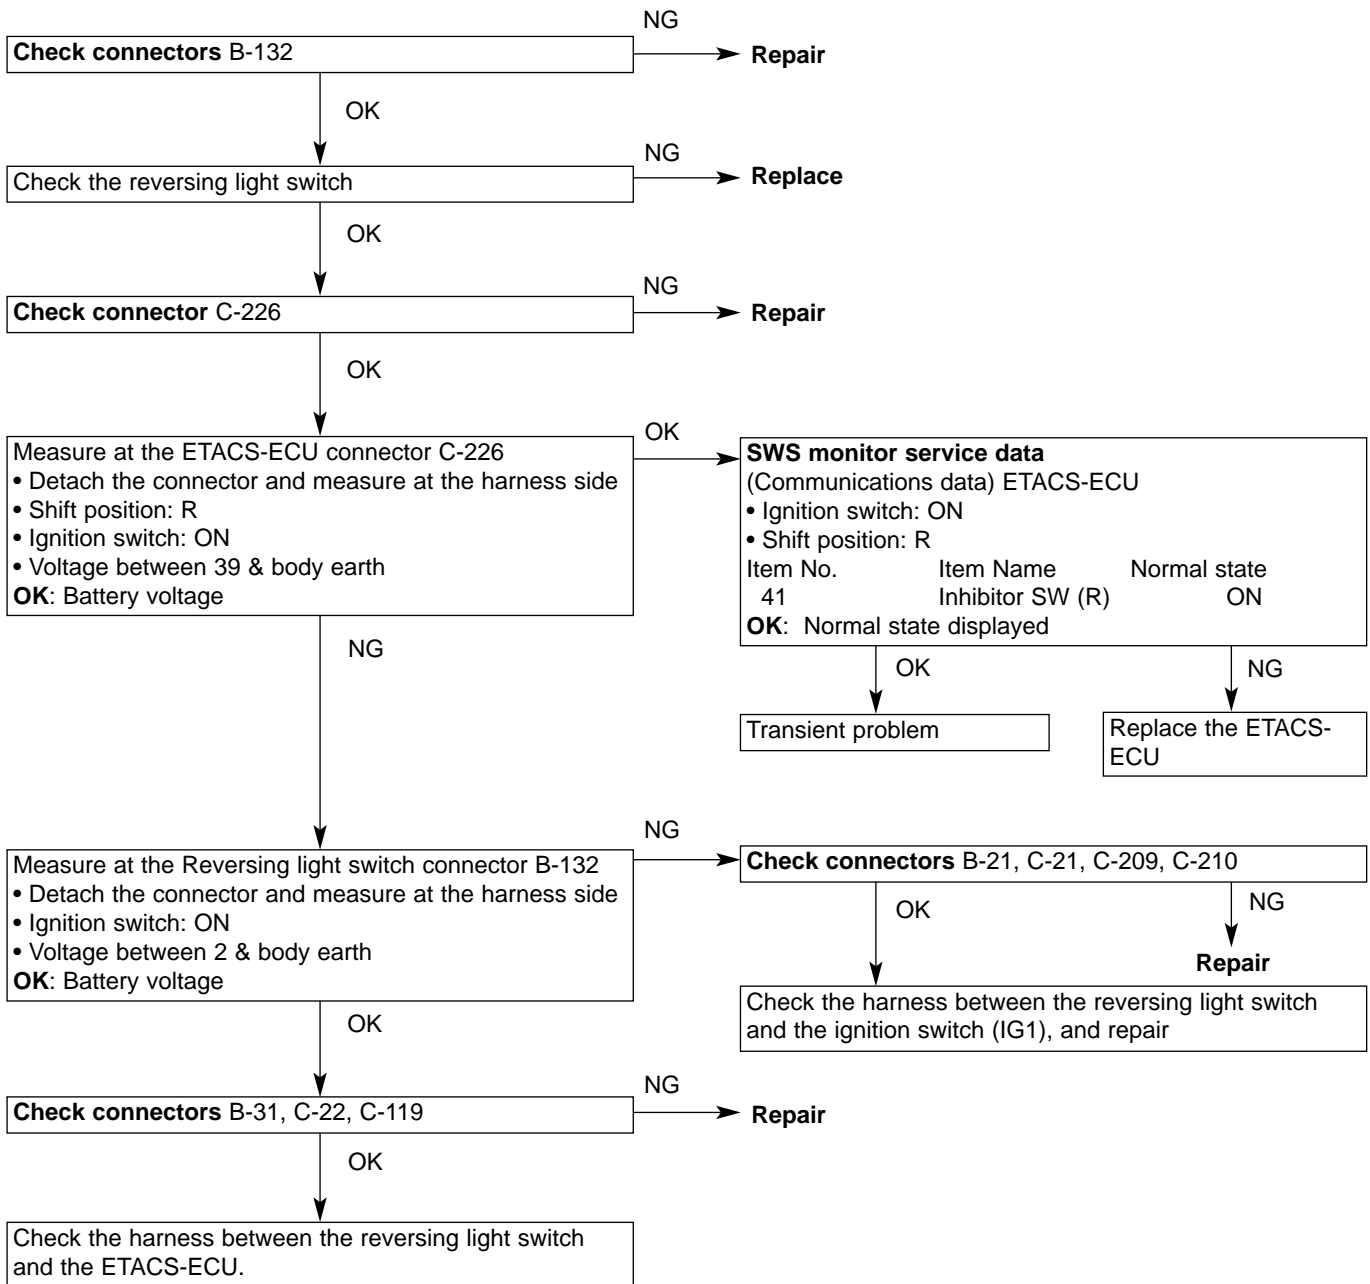 NG
Check connectors B-132
Repair
OK
NG
Check the reversing light switch
Replace
OK
NG
Check connector C-226
Repair
OK
Measure at the ETACS-ECU connector C-226
• Detach the connector and measure at the harness side
• Shift position: R
• Ignition switch: ON
• Voltage between 39 & body earth
OK: Battery voltage
OK
SWS monitor service data
(Communications data) ETACS-ECU
• Ignition switch: ON
• Shift position: R
Item No. Item Name Normal state
41 Inhibitor SW (R) ON
OK: Normal state displayed
NG
OK
NG
Transient problem
Replace the ETACS-
ECU
Measure at the Reversing light switch connector B-132
• Detach the connector and measure at the harness side
• Ignition switch: ON
• Voltage between 2 & body earth
OK: Battery voltage
NG
Check connectors B-21, C-21, C-209, C-210
OK
NG
Repair
Check the harness between the reversing light switch
and the ignition switch (IG1), and repair
OK
NG
Check connectors B-31, C-22, C-119
Repair
OK
Check the harness between the reversing light switch
and the ETACS-ECU.